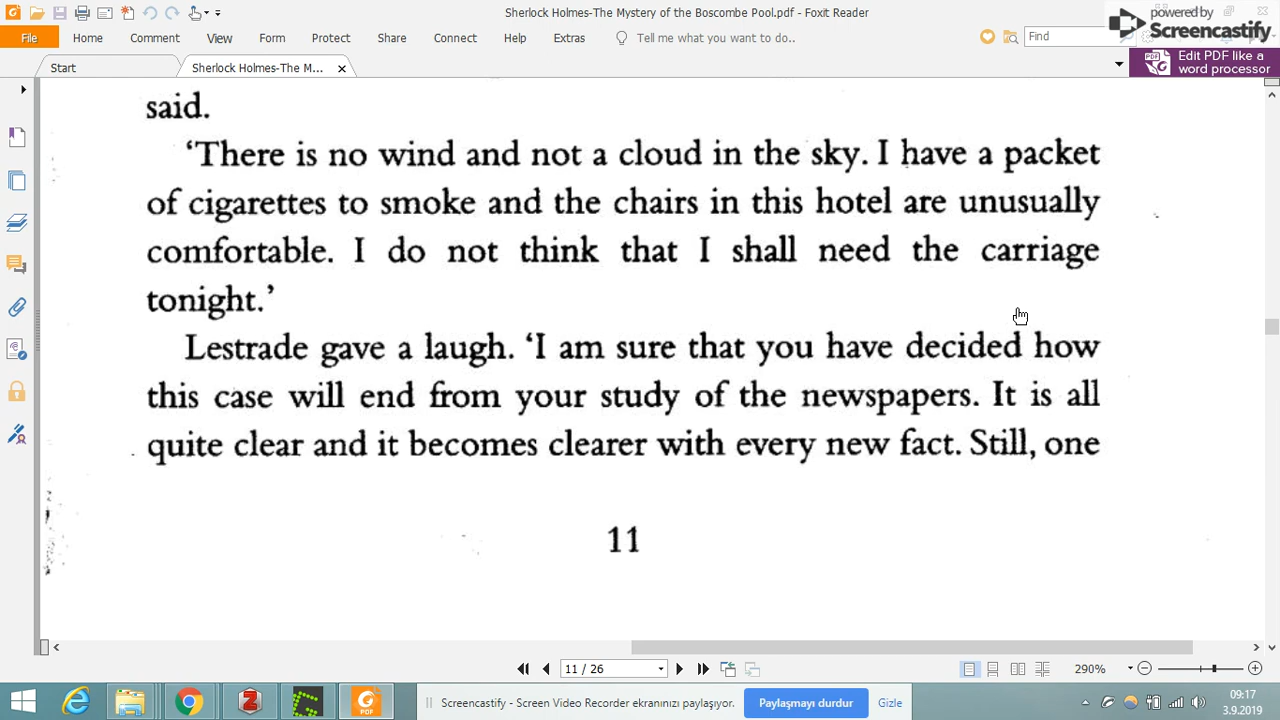 Sherlock Holmes-The Mystery of the Boscombe Pool.pdf - Foxit Reader
powered by
Screencastify
File Home Comment View Form Protect Share Connect Help Extras Tell me what you want to do.. Find
Start Sherlock Holmes-The M... Edit PDF like a
word processor
said.
‘There is no wind and not a cloud in the sky. I have a packet
of cigarettes to smoke and the chairs in this hotel are unusually
comfortable. I do not think that I shall need the carriage
tonight.’
Lestrade gave a laugh. ‘I am sure that you have decided how
this case will end from your study of the newspapers. It is all
quite clear and it becomes clearer with every new fact. Still, one
11
11 / 26 290%
Screencastify - Screen Video Recorder ekranınızı paylaşıyor. Paylaşmayı durdur Gizle
PDF
09:17
3.9.2019